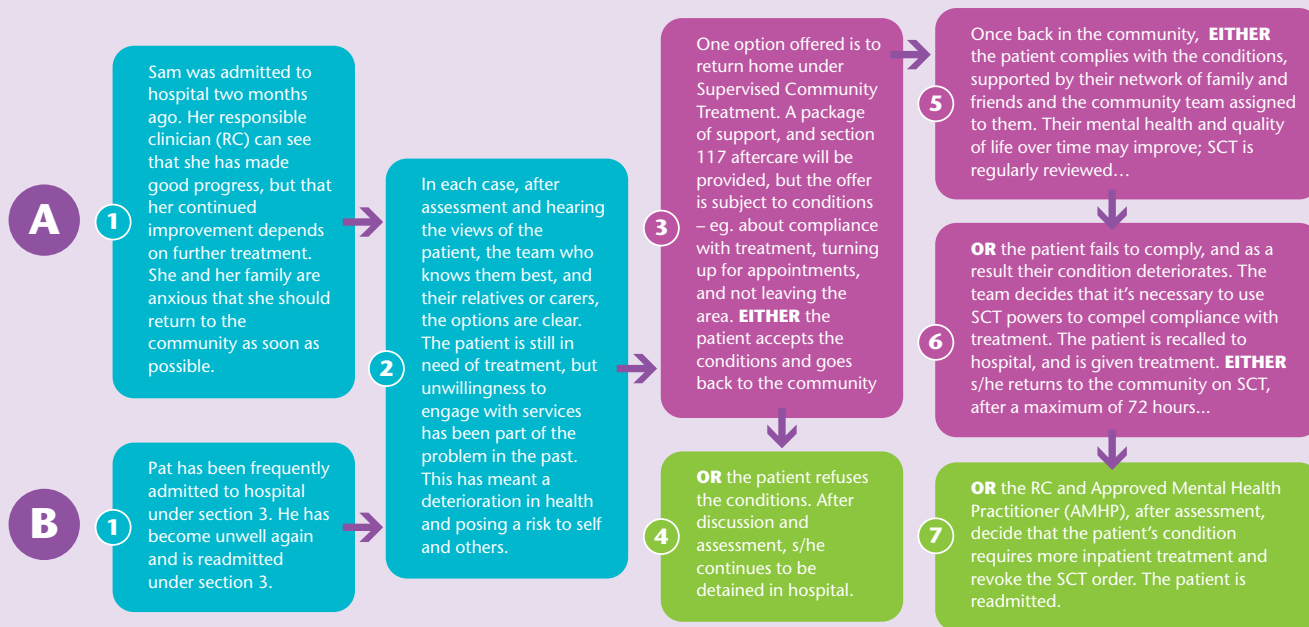 A
1
Sam was admitted to
hospital two months
ago. Her responsible
clinician (RC) can see
that she has made
good progress, but that
her continued
improvement depends
on further treatment.
She and her family are
anxious that she should
return to the
community as soon as
possible.
B
1
Pat has been frequently
admitted to hospital
under section 3. He has
become unwell again
and is readmitted
under section 3.
2
In each case, after
assessment and hearing
the views of the
patient, the team who
knows them best, and
their relatives or carers,
the options are clear.
The patient is still in
need of treatment, but
unwillingness to
engage with services
has been part of the
problem in the past.
This has meant a
deterioration in health
and posing a risk to self
and others.
3
One option offered is to
return home under
Supervised Community
Treatment. A package
of support, and section
117 aftercare will be
provided, but the offer
is subject to conditions
– eg. about compliance
with treatment, turning
up for appointments,
and not leaving the
area. EITHER the
patient accepts the
conditions and goes
back to the community
4
OR the patient refuses
the conditions. After
discussion and
assessment, s/he
continues to be
detained in hospital.
5
Once back in the community, EITHER
the patient complies with the conditions,
supported by their network of family and
friends and the community team assigned
to them. Their mental health and quality
of life over time may improve; SCT is
regularly reviewed…
6
OR the patient fails to comply, and as a
result their condition deteriorates. The
team decides that it’s necessary to use
SCT powers to compel compliance with
treatment. The patient is recalled to
hospital, and is given treatment. EITHER
s/he returns to the community on SCT,
after a maximum of 72 hours...
7
OR the RC and Approved Mental Health
Practitioner (AMHP), after assessment,
decide that the patient’s condition
requires more inpatient treatment and
revoke the SCT order. The patient is
readmitted.